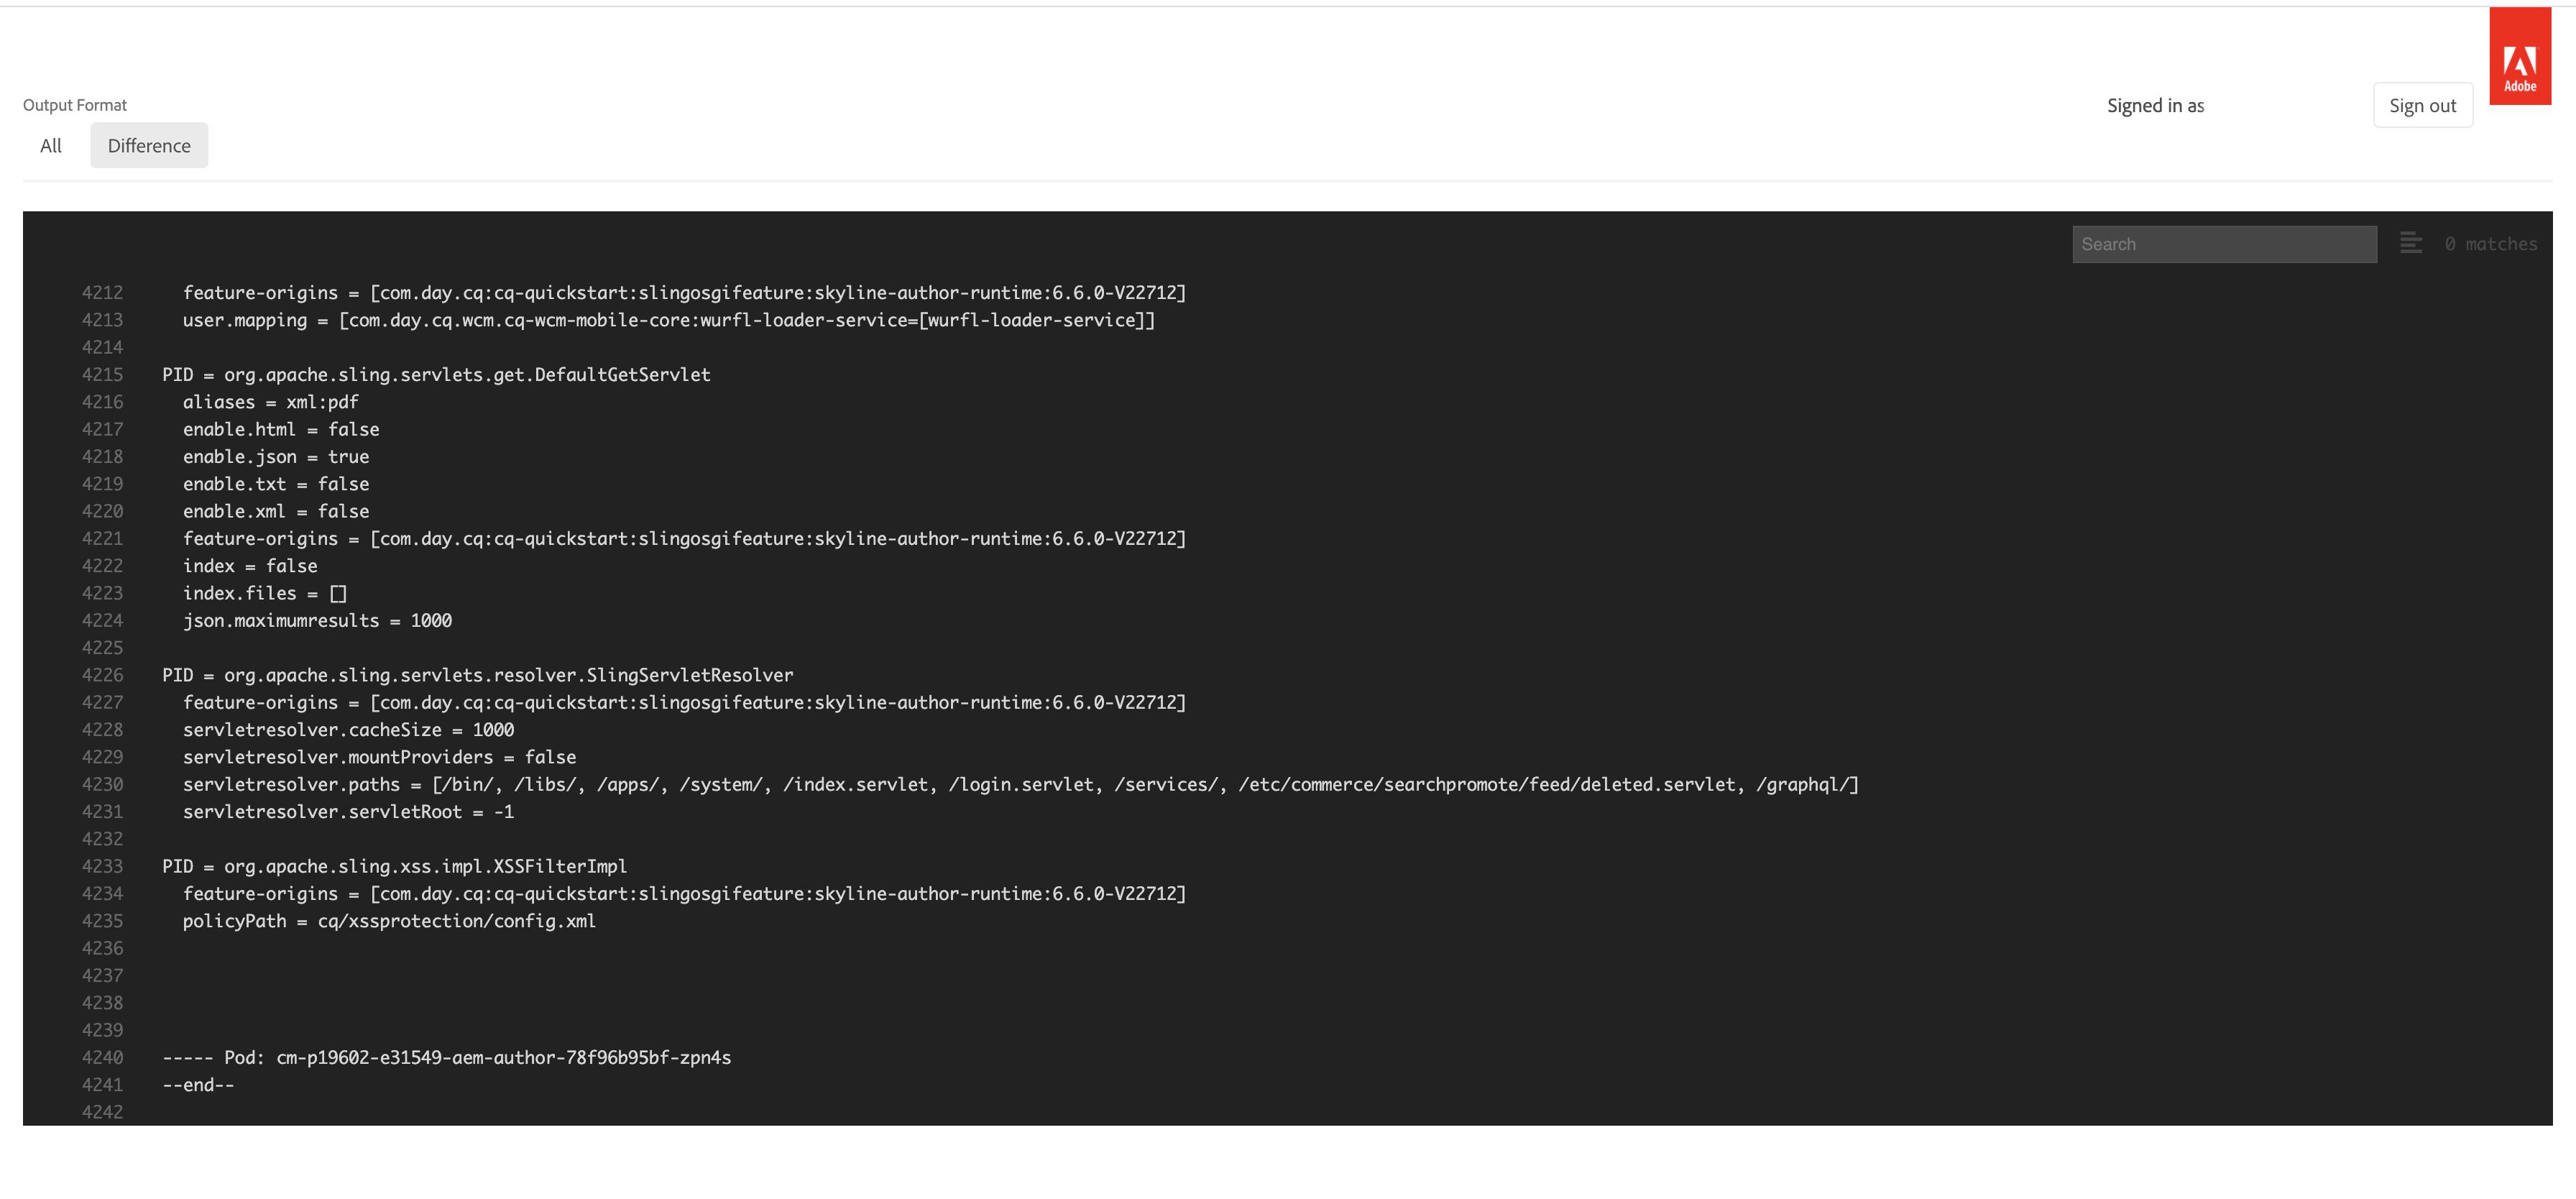 Adobe
Output Format
Signed in as
Sign out
All Difference
Search
0 matches
4212 feature-origins = [com.day.cq:cq-quickstart:slingosgifeature:skyline-author-runtime:6.6.0-V22712]
4213 user.mapping = [com.day.cq.wcm.cq-wcm-mobile-core:wurfl-loader-service=[wurfl-loader-service]]
4214
4215 PID = org.apache.sling.servlets.get.DefaultGetServlet
4216 aliases = xml:pdf
4217 enable.html = false
4218 enable.json = true
4219 enable.txt = false
4220 enable.xml = false
4221 feature-origins = [com.day.cq:cq-quickstart:slingosgifeature:skyline-author-runtime:6.6.0-V22712]
4222 index = false
4223 index.files = []
4224 json.maximumresults = 1000
4225
4226 PID = org.apache.sling.servlets.resolver.SlingServletResolver
4227 feature-origins = [com.day.cq:cq-quickstart:slingosgifeature:skyline-author-runtime:6.6.0-V22712]
4228 servletresolver.cacheSize = 1000
4229 servletresolver.mountProviders = false
4230 servletresolver.paths = [/bin/, /libs/, /apps/, /system/, /index.servlet, /login.servlet, /services/, /etc/commerce/searchpromote/feed/deleted.servlet, /graphql/]
4231 servletresolver.servletRoot = -1
4232
4233 PID = org.apache.sling.xss.impl.XSSFilterImpl
4234 feature-origins = [com.day.cq:cq-quickstart:slingosgifeature:skyline-author-runtime:6.6.0-V22712]
4235 policyPath = cq/xssprotection/config.xml
4236
4237
4238
4239
4240 ----- Pod: cm-p19602-e31549-aem-author-78f96b95bf-zpn4s
4241 --end--
4242